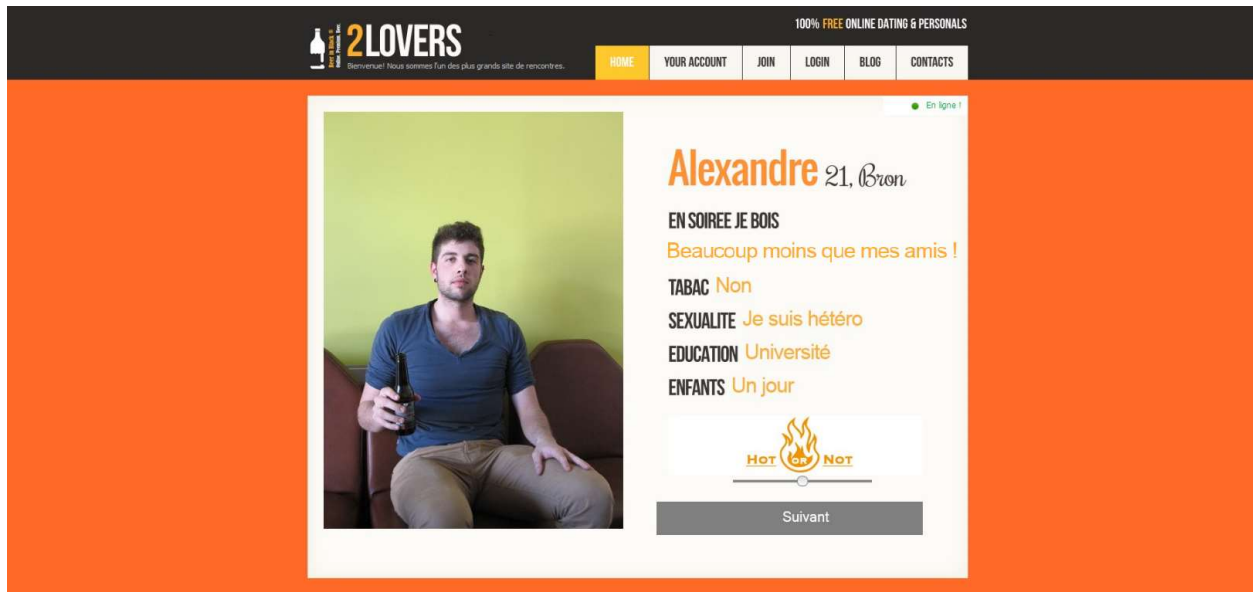 100% FREE ONLINE DATING & PERSONALS
2LOVERS
Bienvenue! Nous sommes l'un des plus grands site de rencontres.
HOME YOUR ACCOUNT JOIN LOGIN BLOG CONTACTS
En ligne !
Alexandre 21, Bron
EN SOIREE JE BOIS
Beaucoup moins que mes amis !
TABAC Non
SEXUALITE Je suis hétéro
EDUCATION Université
ENFANTS Un jour
HOT OR NOT
Suivant